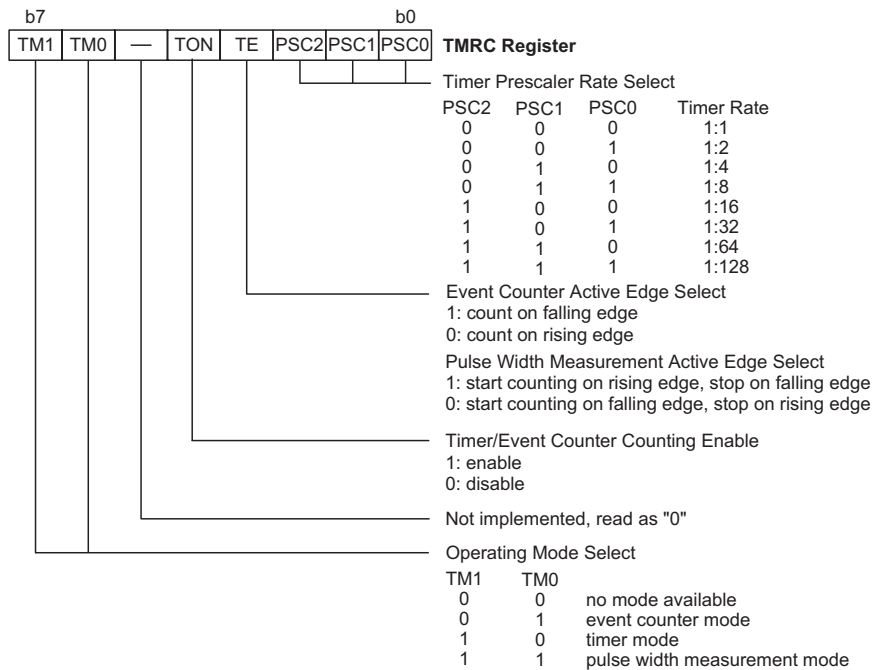 b7 b0
TM1 TM0 — TON TE PSC2 PSC1 PSC0 TMRC Register
Timer Prescaler Rate Select
PSC2 PSC1 PSC0 Timer Rate
0 0 0 1:1
0 0 1 1:2
0 1 0 1:4
0 1 1 1:8
1 0 0 1:16
1 0 1 1:32
1 1 0 1:64
1 1 1 1:128
Event Counter Active Edge Select
1: count on falling edge
0: count on rising edge
Pulse Width Measurement Active Edge Select
1: start counting on rising edge, stop on falling edge
0: start counting on falling edge, stop on rising edge
Timer/Event Counter Counting Enable
1: enable
0: disable
Not implemented, read as "0"
Operating Mode Select
TM1 TM0
0 0 no mode available
0 1 event counter mode
1 0 timer mode
1 1 pulse width measurement mode